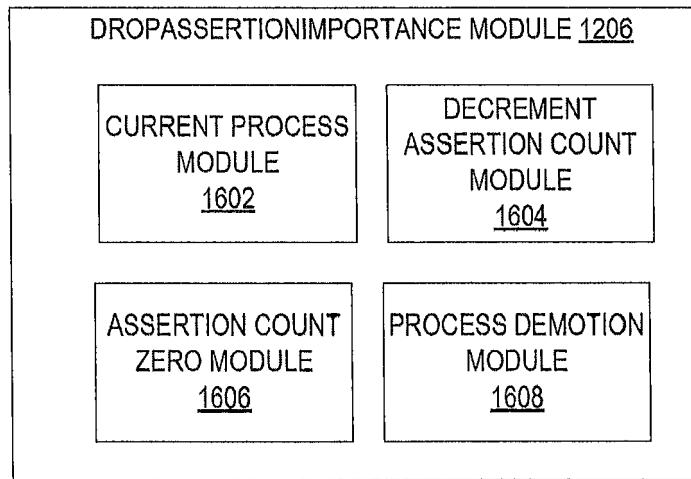 DROPASSERTIONIMPORTANCE MODULE 1206
CURRENT PROCESS
MODULE
1602
DECREMENT
ASSERTION COUNT
MODULE
1604
ASSERTION COUNT
ZERO MODULE
1606
PROCESS DEMOTION
MODULE
1608